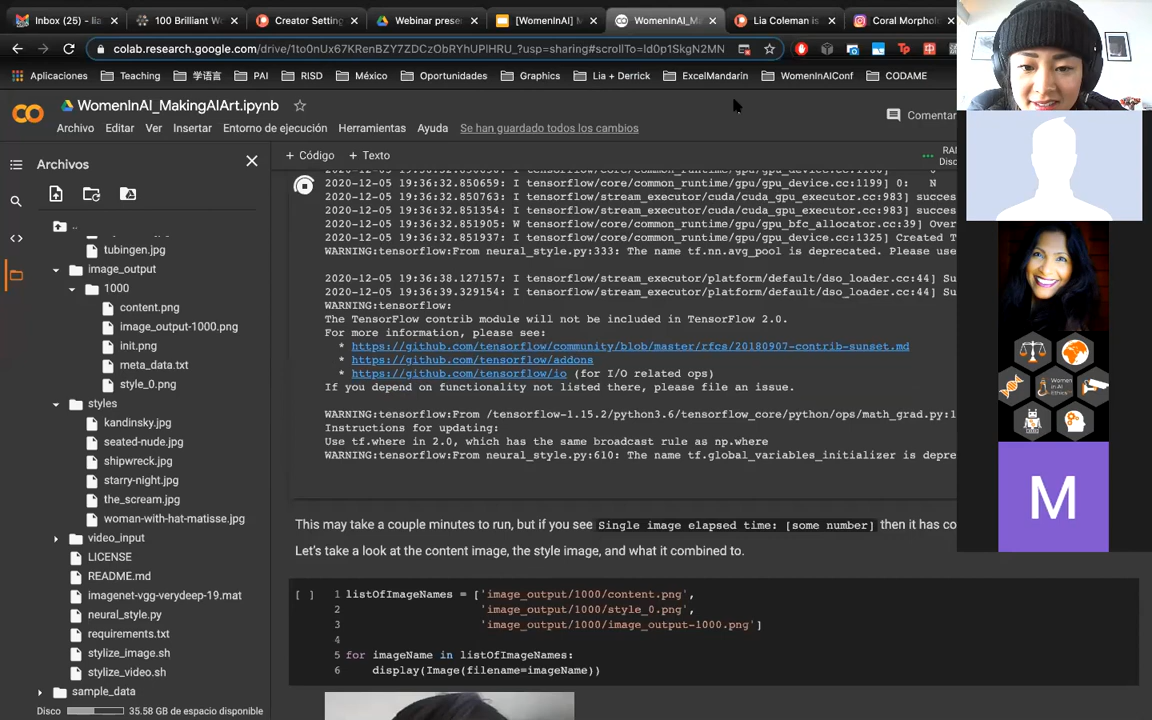 Inbox (25) - l
100 Brilliant W
Creator Setting
Webinar prese
[WomenInAI] M
WomenInAI_Ma
Lia Coleman is
Coral Morpholo
colab.research.google.com/drive/1to0nUx67KRenBZY7ZDCzObRYhUPlHRU_?usp=sharing#scrollTo=Id0p1SkgN2MN
Aplicaciones
Teaching
学语言
PAI
RISD
México
Oportunidades
Graphics
Lia + Derrick
ExcelMandarin
WomenInAIConf
CODAME
WomenInAI_MakingAIArt.ipynb
Archivo Editar Ver Insertar Entorno de ejecución Herramientas Ayuda Se han guardado todos los cambios
Comentar
Archivos
+ Código + Texto
RAM
Disc
..
tubingen.jpg
image_output
1000
content.png
image_output-1000.png
init.png
meta_data.txt
style_0.png
styles
kandinsky.jpg
seated-nude.jpg
shipwreck.jpg
starry-night.jpg
the_scream.jpg
woman-with-hat-matisse.jpg
video_input
LICENSE
README.md
imagenet-vgg-verydeep-19.mat
neural_style.py
requirements.txt
stylize_image.sh
stylize_video.sh
sample_data
Disco 35.58 GB de espacio disponible
2020-12-05 19:36:32.850659: I tensorflow/core/common_runtime/gpu/gpu_device.cc:1199] 0: N
2020-12-05 19:36:32.850763: I tensorflow/stream_executor/cuda/cuda_gpu_executor.cc:983] succes
2020-12-05 19:36:32.851354: I tensorflow/stream_executor/cuda/cuda_gpu_executor.cc:983] succes
2020-12-05 19:36:32.851824: W tensorflow/core/common_runtime/gpu/gpu_bfc_allocator.cc:39] Over
2020-12-05 19:36:32.851937: I tensorflow/core/common_runtime/gpu/gpu_device.cc:1325] Created T
WARNING:tensorflow:From neural_style.py:333: The name tf.nn.avg_pool is deprecated. Please use
2020-12-05 19:36:38.127157: I tensorflow/stream_executor/platform/default/dso_loader.cc:44] Su
2020-12-05 19:36:39.329154: I tensorflow/stream_executor/platform/default/dso_loader.cc:44] Su
WARNING:tensorflow:
The TensorFlow contrib module will not be included in TensorFlow 2.0.
For more information, please see:
* https://github.com/tensorflow/community/blob/master/rfcs/20180907-contrib-sunset.md
* https://github.com/tensorflow/addons
* https://github.com/tensorflow/io (for I/O related ops)
If you depend on functionality not listed there, please file an issue.
WARNING:tensorflow:From /tensorflow-1.15.2/python3.6/tensorflow_core/python/ops/math_grad.py:1
Instructions for updating:
Use tf.where in 2.0, which has the same broadcast rule as np.where
WARNING:tensorflow:From neural_style.py:610: The name tf.global_variables_initializer is depre
This may take a couple minutes to run, but if you see Single image elapsed time: [some number] then it has co
Let's take a look at the content image, the style image, and what it combined to.
[ ] 1 listOfImageNames = ['image_output/1000/content.png',
2 'image_output/1000/style_0.png',
3 'image_output/1000/image_output-1000.png']
4
5 for imageName in listOfImageNames:
6 display(Image(filename=imageName))
Women in AI Ethics
M